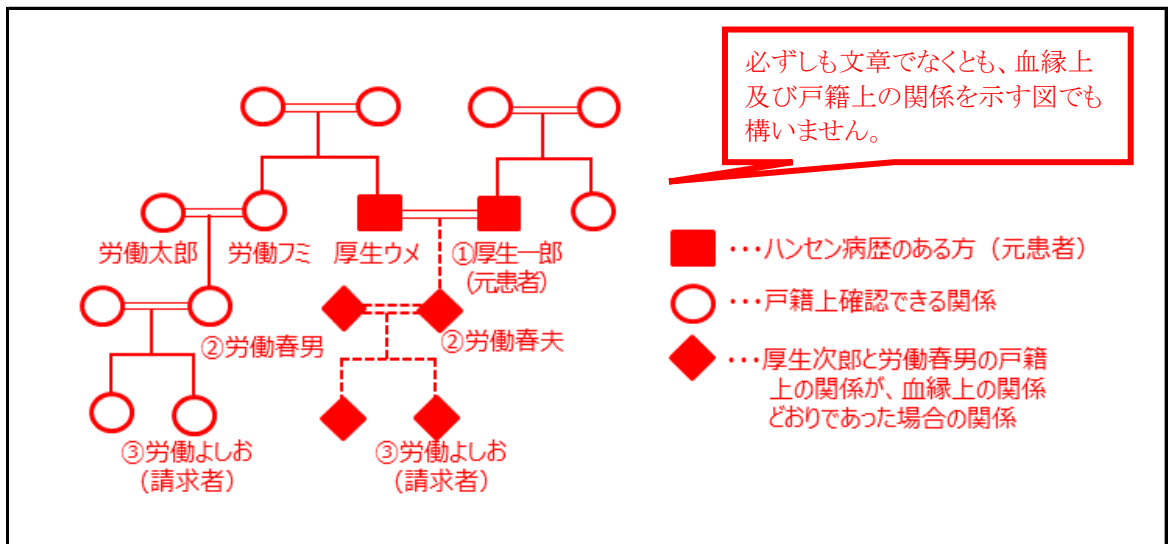 必ずしも文章でなくとも、血縁上
及び戸籍上の関係を示す図でも
構いません。
労働太郎
労働フミ
厚生ウメ
①厚生一郎
(元患者)
②労働春男
②労働春夫
③労働よしお
(請求者)
③労働よしお
(請求者)
・・・ハンセン病歴のある方（元患者）
・・・戸籍上確認できる関係
・・・厚生次郎と労働春男の戸籍
上の関係が、血縁上の関係
どおりであった場合の関係